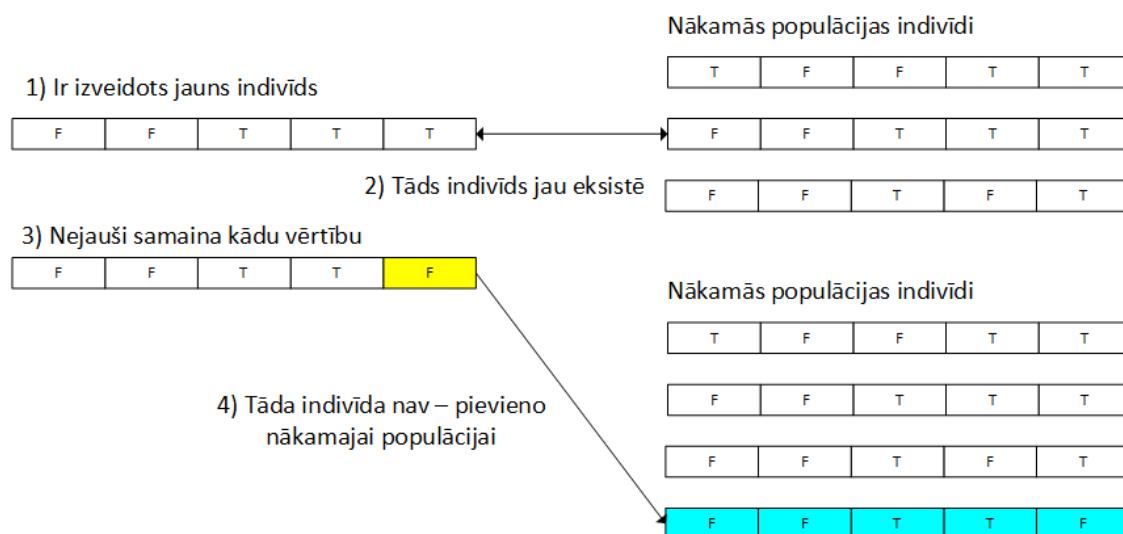 Nākamās populācijas indivīdi
T F F T T
1) Ir izveidots jauns indivīds
F F T T T
F F T T T
2) Tāds indivīds jau eksistē
F F T F T
3) Nejauši samaina kādu vērtību
F F T T F
Nākamās populācijas indivīdi
T F F T T
F F T T T
4) Tāda indivīda nav – pievieno
nākamajai populācijai
F F T F T
F F T T F